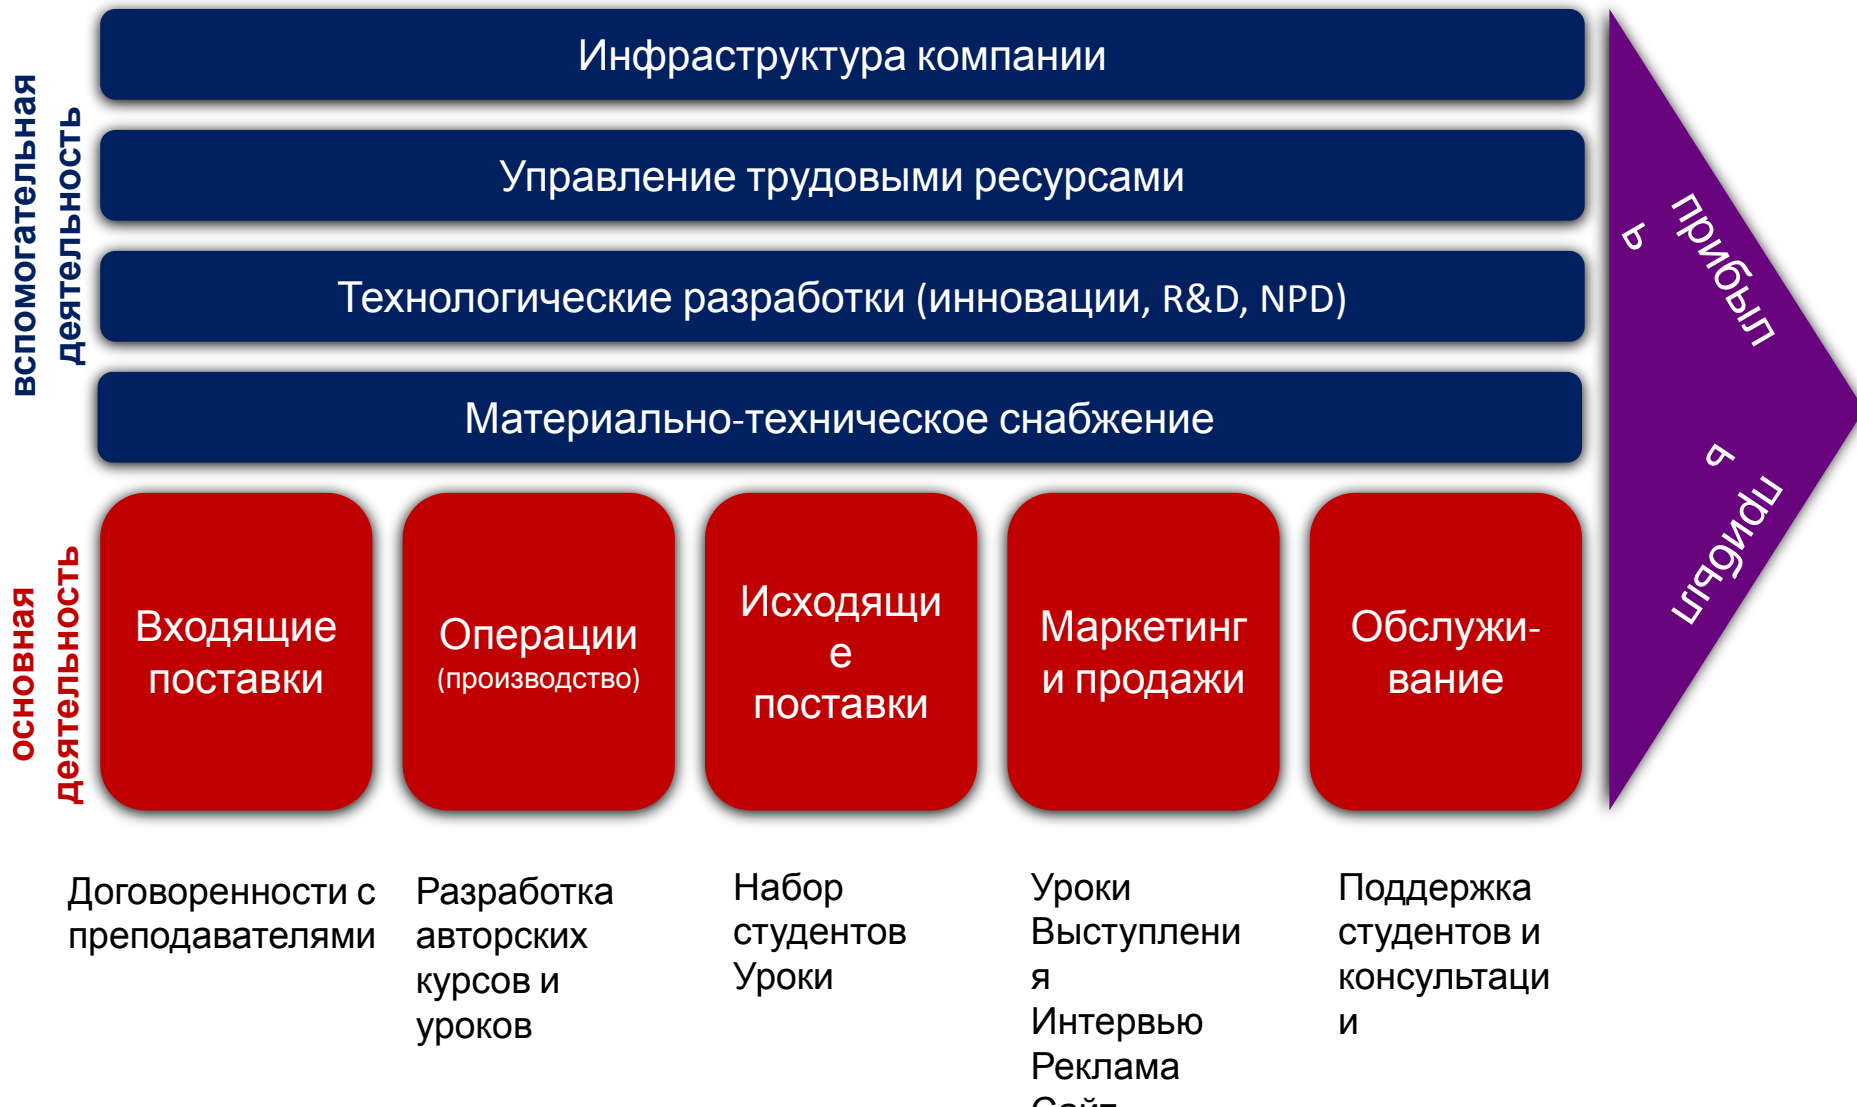 вспомогательная
деятельность
Инфраструктура компании
Управление трудовыми ресурсами
Технологические разработки (инновации, R&D, NPD)
Материально-техническое снабжение
прибыл
ь
прибыл
ь
основная
деятельность
Входящие
поставки
Операции
(производство)
Исходящи
е
поставки
Маркетинг
и продажи
Обслужи-
вание
Договоренности с
преподавателями
Разработка
авторских
курсов и
уроков
Набор
студентов
Уроки
Уроки
Выступлени
я
Интервью
Реклама
Сайт
Поддержка
студентов и
консультаци
и